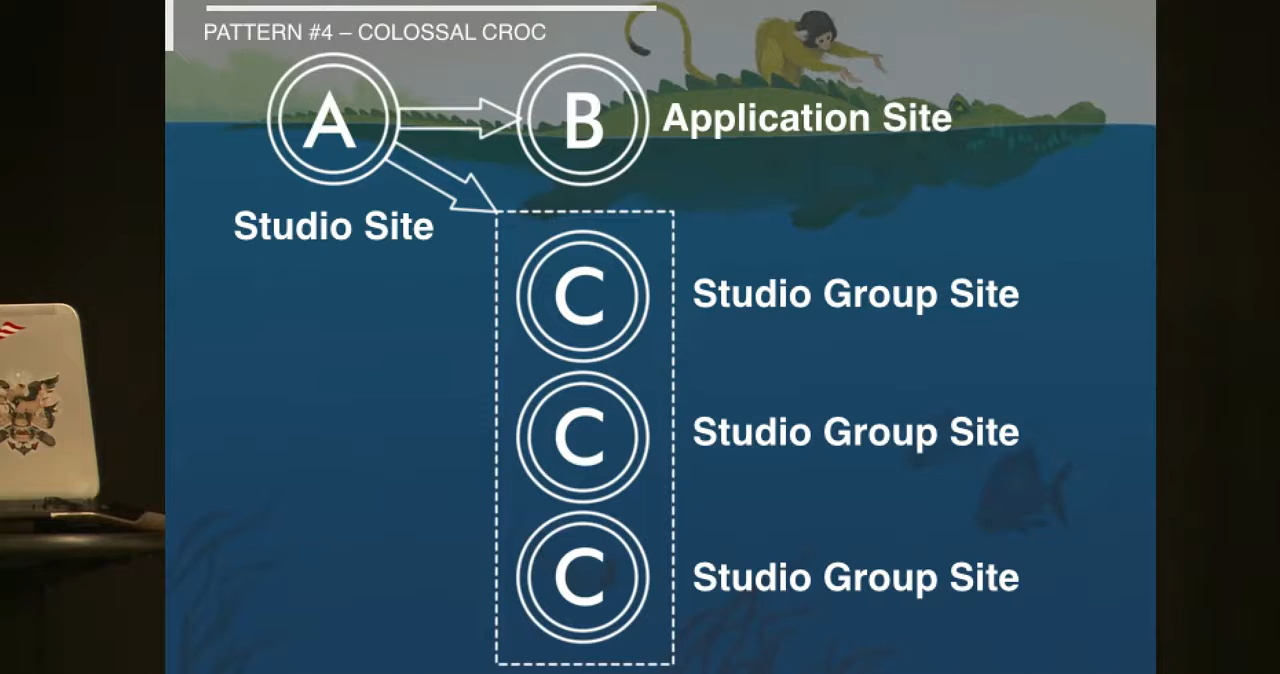 PATTERN #4 – COLOSSAL CROC
A
B
Application Site
Studio Site
C
Studio Group Site
C
Studio Group Site
C
Studio Group Site